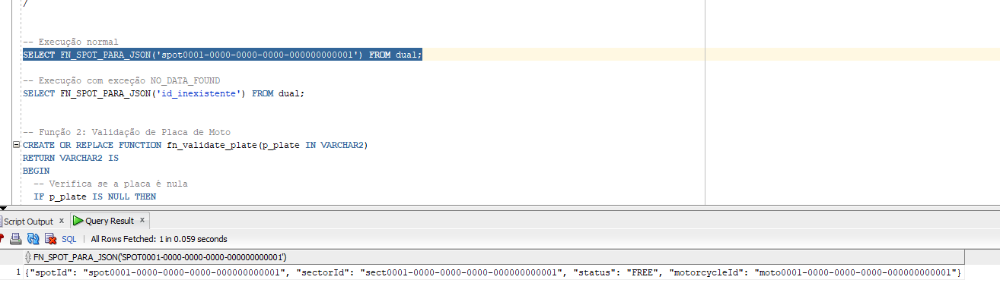 /
-- Execução normal
SELECT FN_SPOT_PARA_JSON('spot0001-0000-0000-0000-000000000001') FROM dual;
-- Execução com exceção NO_DATA_FOUND
SELECT FN_SPOT_PARA_JSON('id_inexistente') FROM dual;
-- Função 2: Validação de Placa de Moto
CREATE OR REPLACE FUNCTION fn_validate_plate(p_plate IN VARCHAR2)
RETURN VARCHAR2 IS
BEGIN
-- Verifica se a placa é nula
IF p_plate IS NULL THEN
Script Output x Query Result x
SQL | All Rows Fetched: 1 in 0.059 seconds
FN_SPOT_PARA_JSON('SPOT0001-0000-0000-0000-000000000001')
1 {"spotId": "spot0001-0000-0000-0000-000000000001", "sectorId": "sect0001-0000-0000-0000-000000000001", "status": "FREE", "motorcycleId": "moto0001-0000-0000-0000-000000000001"}